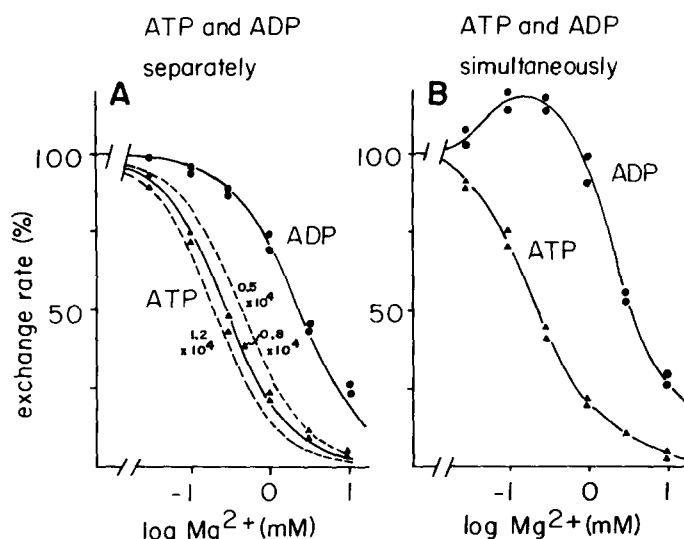 ATP and ADP
separately
A
ATP and ADP
simultaneously
B
exchange rate (%)
100
50
ADP
ATP
0.5
x10⁴
0.8
x10⁴
1.2
x10⁴
-1 0 1
log Mg²⁺(mM)
100
50
ADP
ATP
-1 0 1
log Mg²⁺(mM)